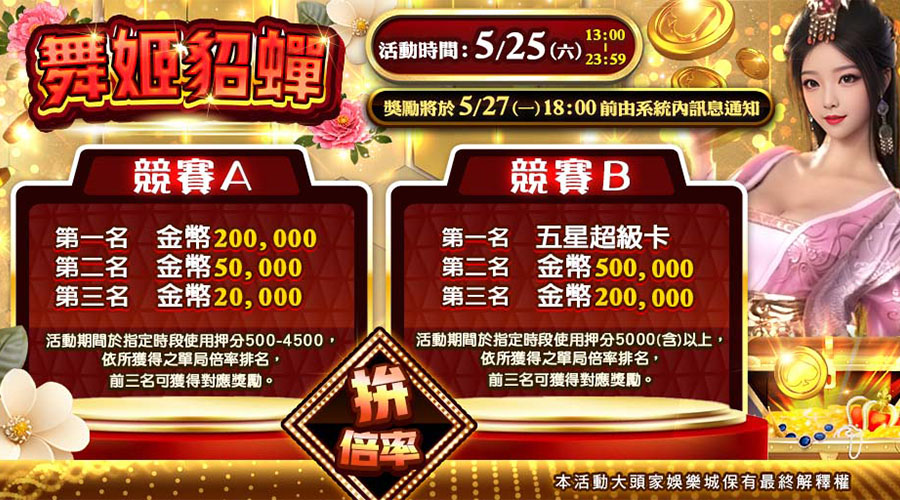 舞姬貂蟬
活動時間：5/25(六) 13:00-23:59
獎勵將於 5/27(一) 18:00 前由系統內訊息通知
競賽A
第一名 金幣200,000
第二名 金幣50,000
第三名 金幣20,000
活動期間於指定時段使用押分500-4500，
依所獲得之單局倍率排名，
前三名可獲得對應獎勵。
競賽B
第一名 五星超級卡
第二名 金幣500,000
第三名 金幣200,000
活動期間於指定時段使用押分5000(含)以上，
依所獲得之單局倍率排名，
前三名可獲得對應獎勵。
拚
倍率
本活動大頭家娛樂城保有最終解釋權